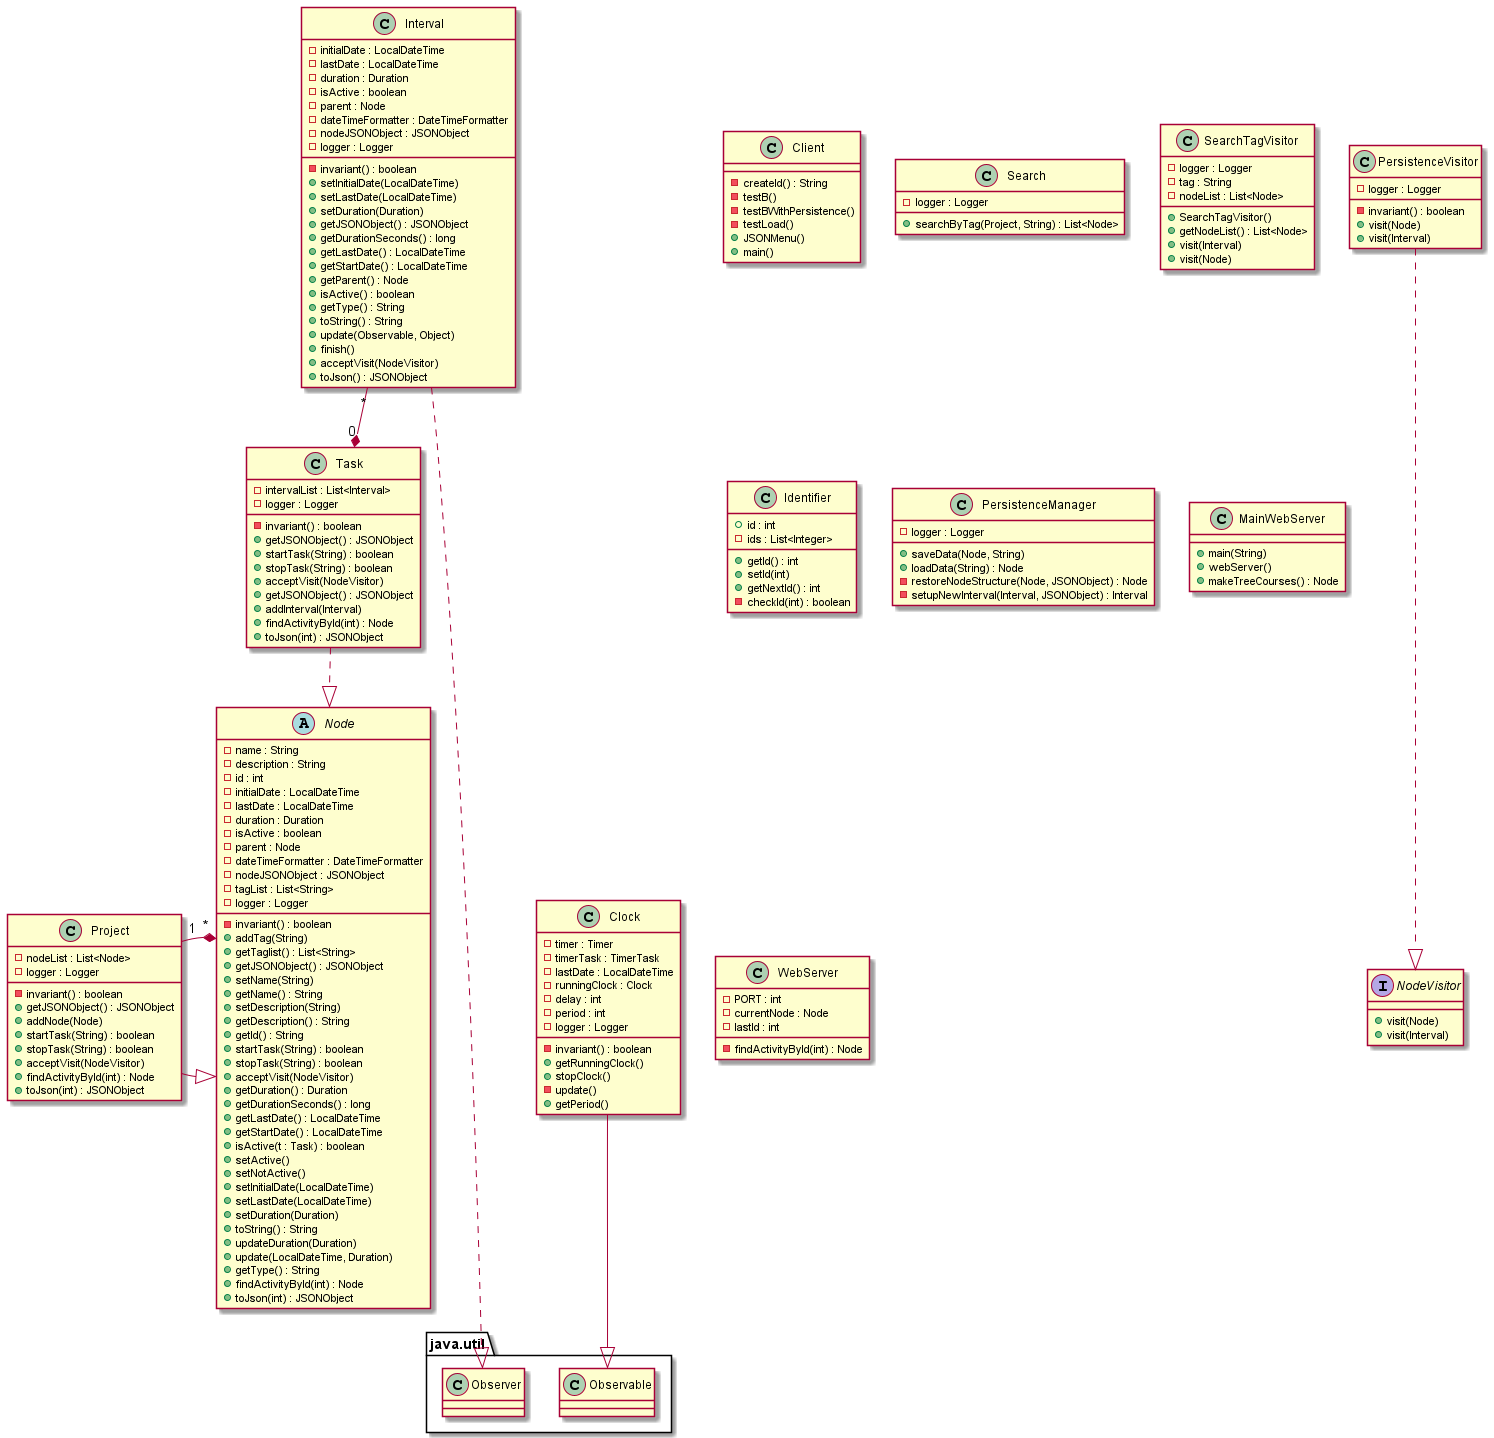 C Interval
initialDate : LocalDateTime
lastDate : LocalDateTime
duration : Duration
isActive : boolean
parent : Node
dateTimeFormatter : DateTimeFormatter
nodeJSONObject : JSONObject
logger : Logger
invariant() : boolean
setInitialDate(LocalDateTime)
setLastDate(LocalDateTime)
setDuration(Duration)
getJSONObject() : JSONObject
getDurationSeconds() : long
getLastDate() : LocalDateTime
getStartDate() : LocalDateTime
getParent() : Node
isActive() : boolean
getType() : String
toString() : String
update(Observable, Object)
finish()
acceptVisit(NodeVisitor)
toJson() : JSONObject
C Client
createId() : String
testB()
testBWithPersistence()
testLoad()
JSONMenu()
main()
C Search
logger : Logger
searchByTag(Project, String) : List<Node>
C SearchTagVisitor
logger : Logger
tag : String
nodeList : List<Node>
SearchTagVisitor()
getNodeList() : List<Node>
visit(Interval)
visit(Node)
C PersistenceVisitor
logger : Logger
invariant() : boolean
visit(Node)
visit(Interval)
*
0
C Task
intervalList : List<Interval>
logger : Logger
invariant() : boolean
getJSONObject() : JSONObject
startTask(String) : boolean
stopTask(String) : boolean
acceptVisit(NodeVisitor)
getJSONObject() : JSONObject
addInterval(Interval)
findActivityById(int) : Node
toJson(int) : JSONObject
C Identifier
id : int
ids : List<Integer>
getId() : int
setId(int)
getNextId() : int
checkId(int) : boolean
C PersistenceManager
logger : Logger
saveData(Node, String)
loadData(String) : Node
restoreNodeStructure(Node, JSONObject) : Node
setupNewInterval(Interval, JSONObject) : Interval
C MainWebServer
main(String)
webServer()
makeTreeCourses() : Node
C Project
nodeList : List<Node>
logger : Logger
invariant() : boolean
getJSONObject() : JSONObject
addNode(Node)
startTask(String) : boolean
stopTask(String) : boolean
acceptVisit(NodeVisitor)
findActivityById(int) : Node
toJson(int) : JSONObject
1 *
A Node
name : String
description : String
id : int
initialDate : LocalDateTime
lastDate : LocalDateTime
duration : Duration
isActive : boolean
parent : Node
dateTimeFormatter : DateTimeFormatter
nodeJSONObject : JSONObject
tagList : List<String>
logger : Logger
invariant() : boolean
addTag(String)
getTaglist() : List<String>
getJSONObject() : JSONObject
setName(String)
getName() : String
setDescription(String)
getDescription() : String
getId() : String
startTask(String) : boolean
stopTask(String) : boolean
acceptVisit(NodeVisitor)
getDuration() : Duration
getDurationSeconds() : long
getLastDate() : LocalDateTime
getStartDate() : LocalDateTime
isActive(t : Task) : boolean
setActive()
setNotActive()
setInitialDate(LocalDateTime)
setLastDate(LocalDateTime)
setDuration(Duration)
toString() : String
updateDuration(Duration)
update(LocalDateTime, Duration)
getType() : String
findActivityById(int) : Node
toJson(int) : JSONObject
C Clock
timer : Timer
timerTask : TimerTask
lastDate : LocalDateTime
runningClock : Clock
delay : int
period : int
logger : Logger
invariant() : boolean
getRunningClock()
stopClock()
update()
getPeriod()
C WebServer
PORT : int
currentNode : Node
lastId : int
findActivityById(int) : Node
I NodeVisitor
visit(Node)
visit(Interval)
java.util
C Observer
C Observable